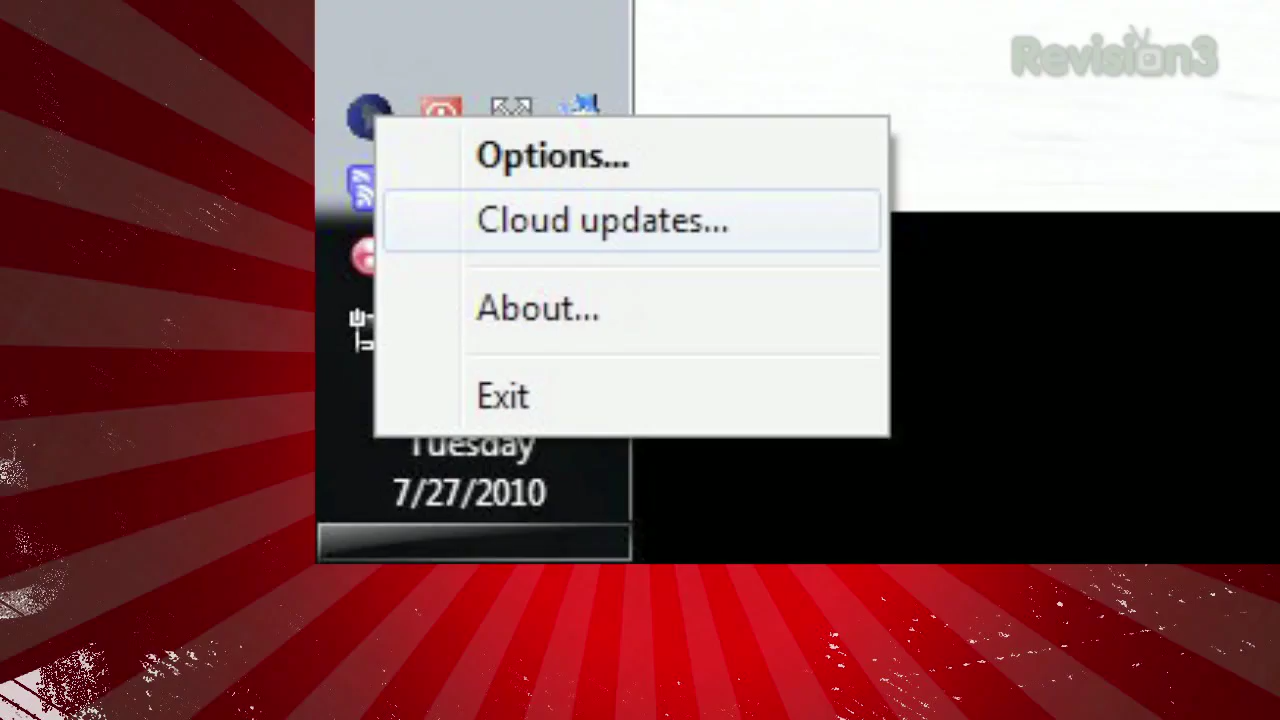 Revision3
Options...
Cloud updates...
About...
Exit
Tuesday
7/27/2010